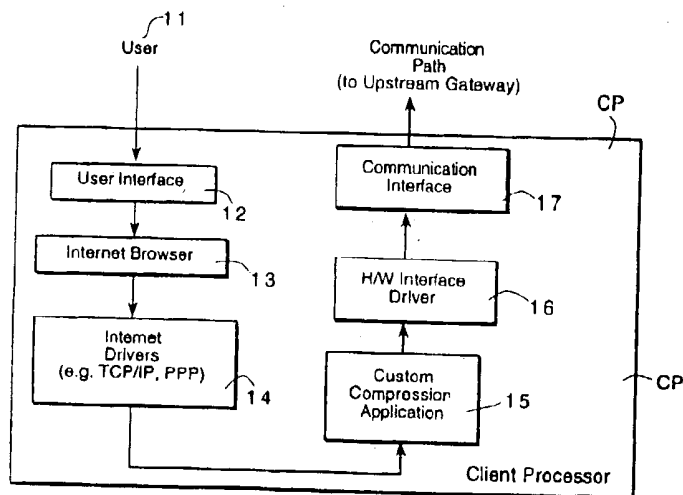 11
User
Communication
Path
(to Upstream Gateway)
CP
User Interface
12
Internet Browser
13
Internet
Drivers
(e.g. TCP/IP, PPP)
14
Communication
Interface
17
H/W Interface
Driver
16
Custom
Compression
Application
15
CP
Client Processor